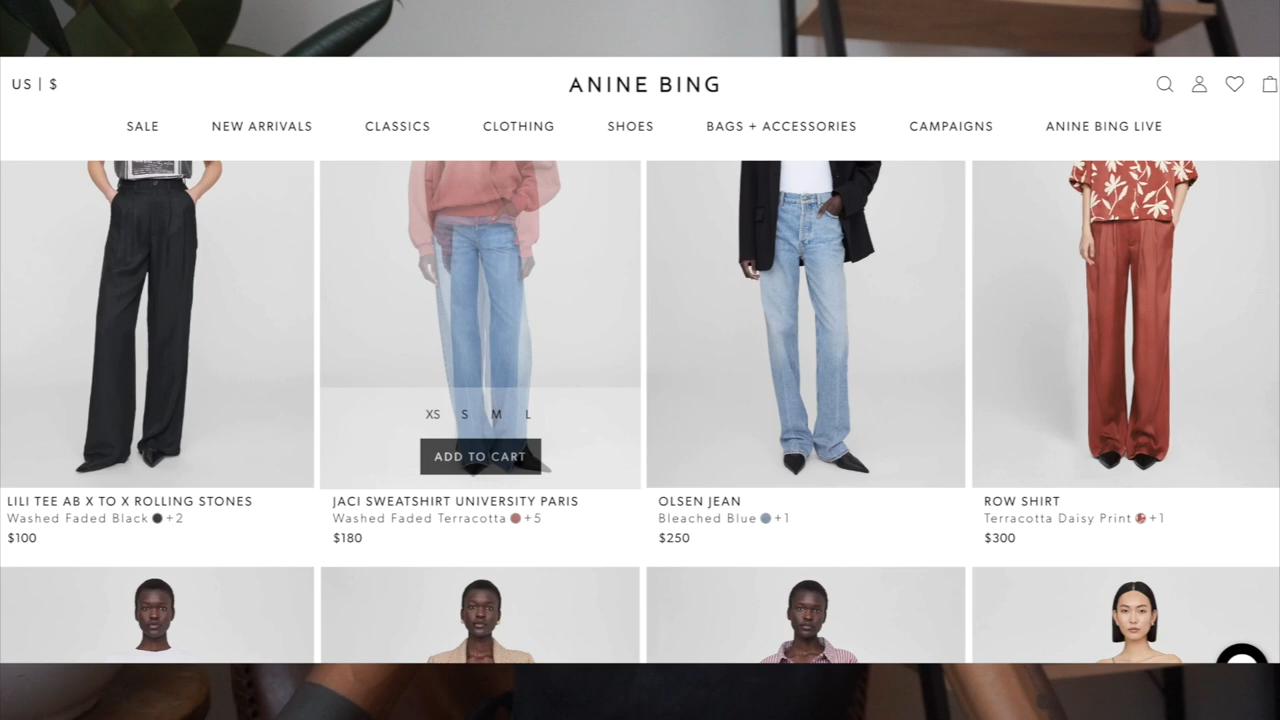 US | $
ANINE BING
SALE NEW ARRIVALS CLASSICS CLOTHING SHOES BAGS + ACCESSORIES CAMPAIGNS ANINE BING LIVE
XS S M L
ADD TO CART
LILI TEE AB X TO X ROLLING STONES
Washed Faded Black +2
$100
JACI SWEATSHIRT UNIVERSITY PARIS
Washed Faded Terracotta +5
$180
OLSEN JEAN
Bleached Blue +1
$250
ROW SHIRT
Terracotta Daisy Print +1
$300